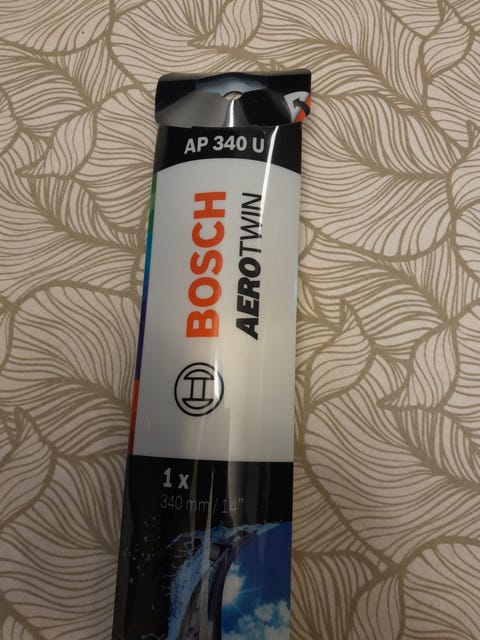 AP 340 U
BOSCH
AEROTWIN
1 x
340 mm / 14"